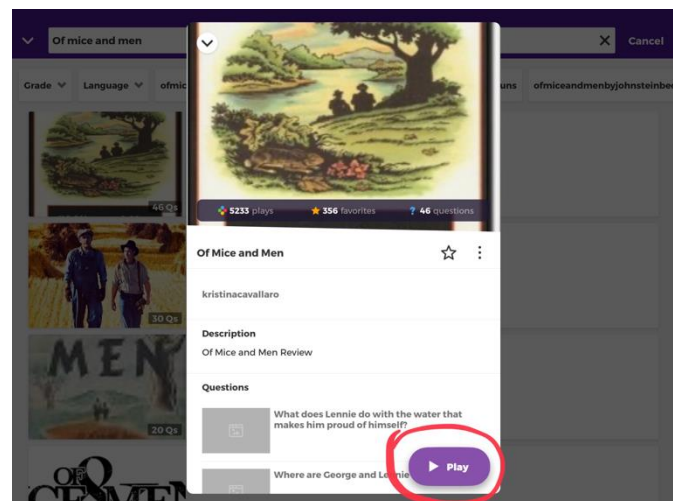 Of mice and men
Cancel
Grade
Language
ofmic
uns
ofmiceandmenbyjohnsteinbec
46 Qs
5233 plays
356 favorites
? 46 questions
Of Mice and Men
kristinacavallaro
30 Qs
Description
Of Mice and Men Review
MEN
Questions
What does Lennie do with the water that
makes him proud of himself?
20 Qs
Where are George and Lennie
Play
OF